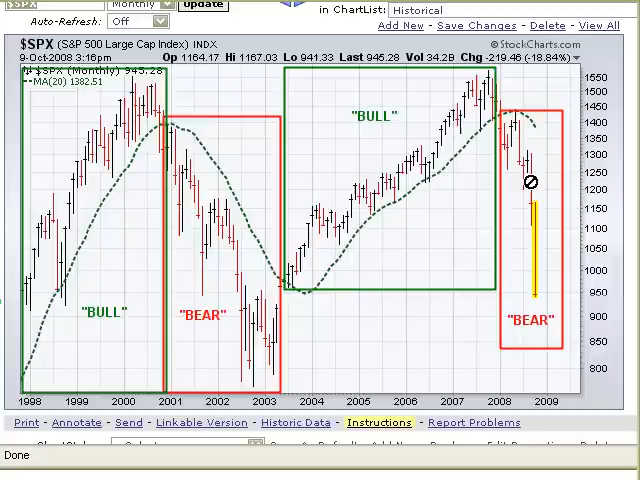 $SPX Monthly Update in ChartList: Historical
Auto-Refresh: Off Add New - Save Changes - Delete - View All
$SPX (S&P 500 Large Cap Index) INDX © StockCharts.com
9-Oct-2008 3:16pm Op 1164.17 Hi 1167.03 Lo 941.33 Last 945.28 Vol 34.2B Chg -219.46 (-18.84%)
$SPX (Monthly) 945.28
MA(20) 1382.51
1550
1500
1450
1400
1350
1300
1250
1200
1150
1100
1050
1000
950
900
850
800
"BULL"
"BULL"
"BEAR"
"BEAR"
1998 1999 2000 2001 2002 2003 2004 2005 2006 2007 2008 2009
Print - Annotate - Send - Linkable Version - Historic Data - Instructions - Report Problems
Done